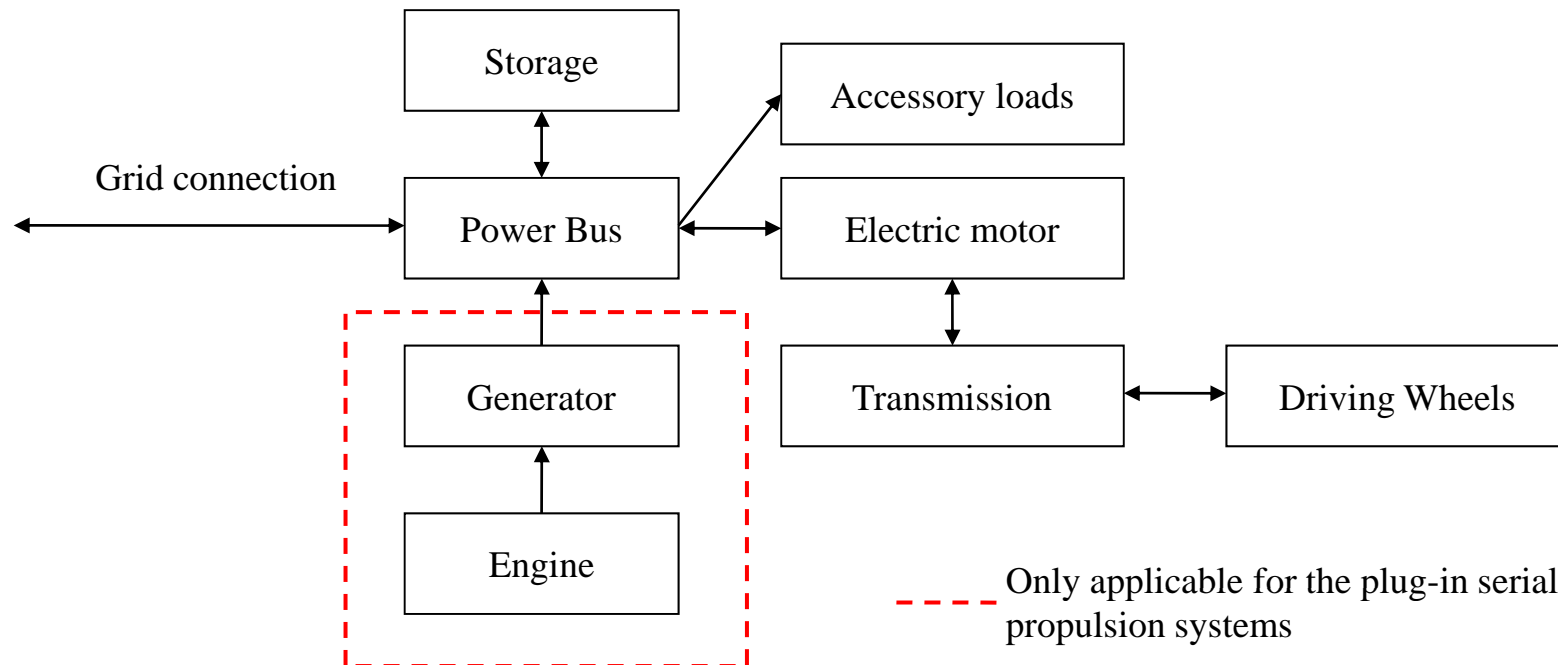 Storage
Accessory loads
Grid connection
Power Bus
Electric motor
Generator
Transmission
Driving Wheels
Engine
Only applicable for the plug-in serial
propulsion systems